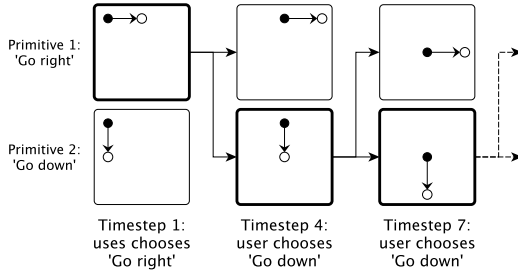 Primitive 1:
'Go right'
Primitive 2:
'Go down'
Timestep 1:
uses chooses
'Go right'
Timestep 4:
user chooses
'Go down'
Timestep 7:
user chooses
'Go down'